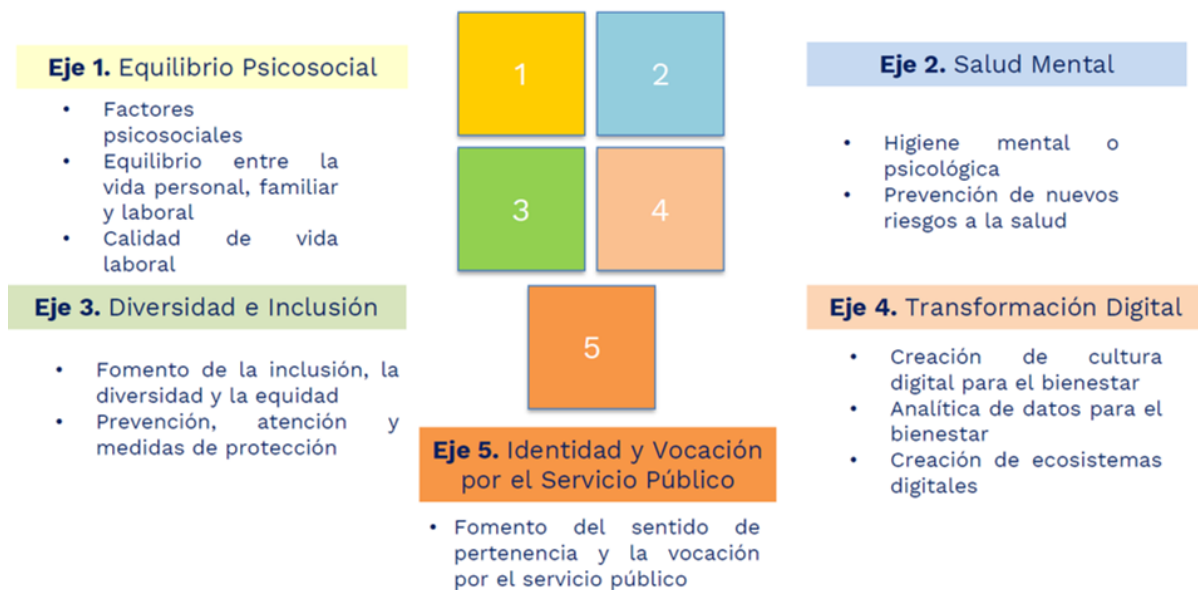 Eje 1. Equilibrio Psicosocial
• Factores
psicosociales
• Equilibrio entre la
vida personal, familiar
y laboral
• Calidad de vida
laboral
1
2
3
4
5
Eje 2. Salud Mental
• Higiene mental o
psicológica
• Prevención de nuevos
riesgos a la salud
Eje 3. Diversidad e Inclusión
• Fomento de la inclusión, la
diversidad y la equidad
• Prevención, atención y
medidas de protección
Eje 4. Transformación Digital
• Creación de cultura
digital para el bienestar
• Analítica de datos para el
bienestar
• Creación de ecosistemas
digitales
Eje 5. Identidad y Vocación
por el Servicio Público
• Fomento del sentido de
pertenencia y la vocación
por el servicio público